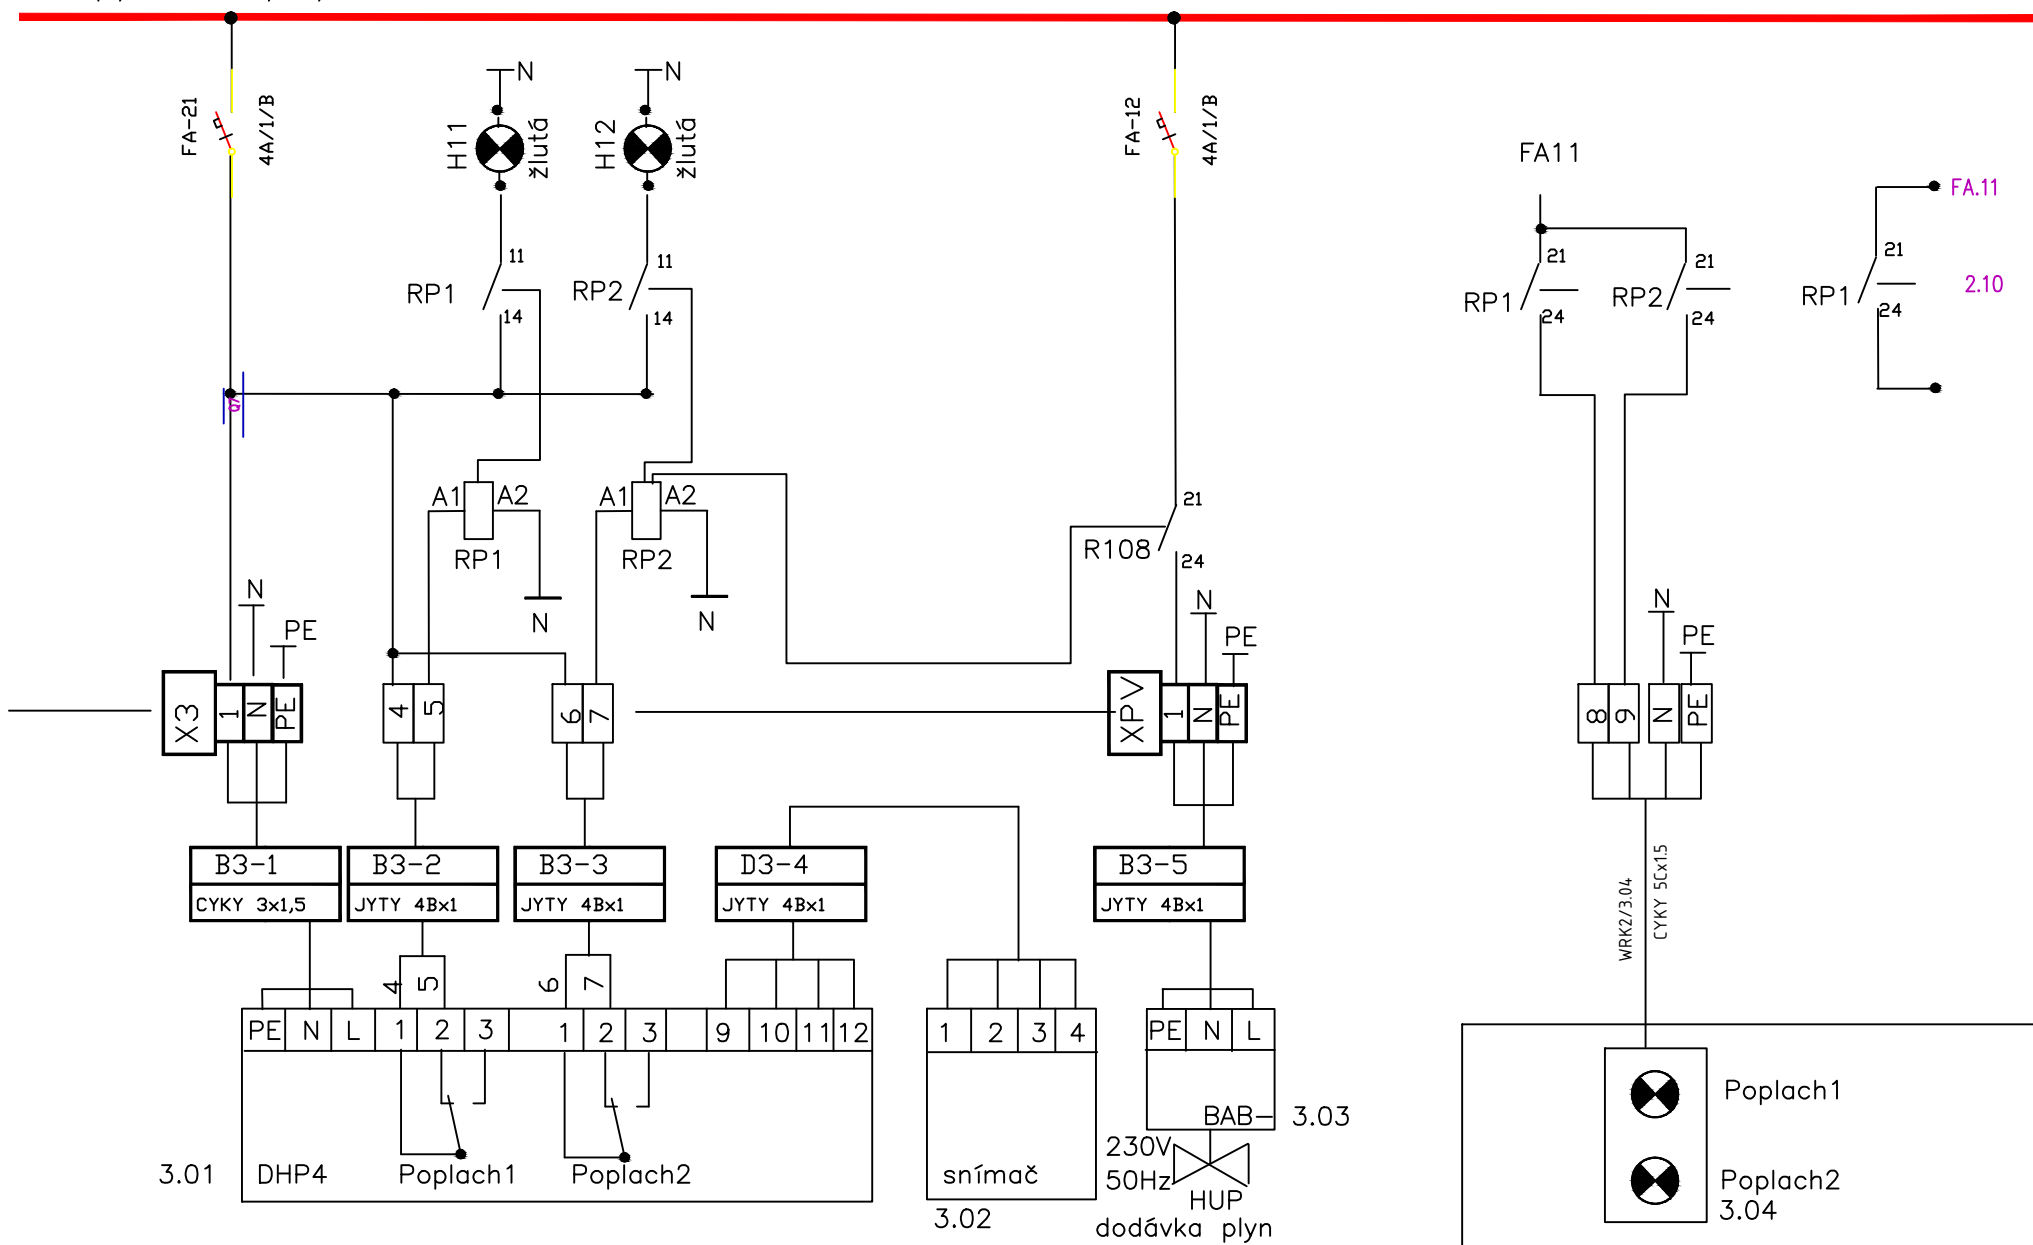 N
N
FA-21
4A/1/B
H11
žlutá
H12
žlutá
FA-12
4A/1/B
FA11
FA.11
11
RP1
14
11
RP2
14
21
RP1
24
21
RP2
24
21
RP1
24
2.10
A1
A2
RP1
N
A1
A2
RP2
N
21
R108
24
N
PE
N
PE
N
PE
X3
1
N
PE
4
5
6
7
XPV
1
N
PE
8
9
N
PE
B3-1
CYKY 3x1,5
B3-2
JYTY 4Bx1
B3-3
JYTY 4Bx1
D3-4
JYTY 4Bx1
B3-5
JYTY 4Bx1
WRK2/3.04
CYKY 5Cx1.5
4
5
6
7
PE
N
L
1
2
3
1
2
3
9
10
11
12
1
2
3
4
PE
N
L
3.01
DHP4
Poplach1
Poplach2
snímač
3.02
BAB-
3.03
230V
50Hz
HUP
dodávka plyn
Poplach1
Poplach2
3.04